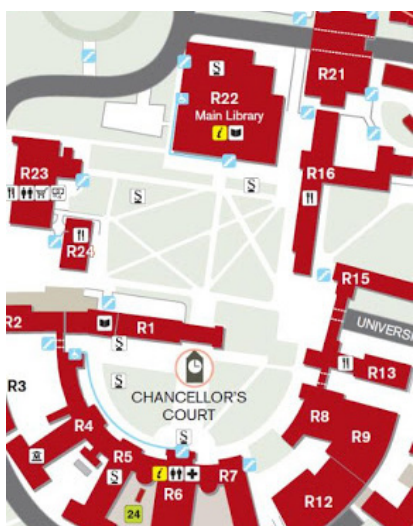 R21
R22
Main Library
R16
R23
R24
R15
R2
R1
UNIVERSI
R13
CHANCELLOR'S
COURT
R3
R8
R4
R9
R5
R7
R6
R12
24